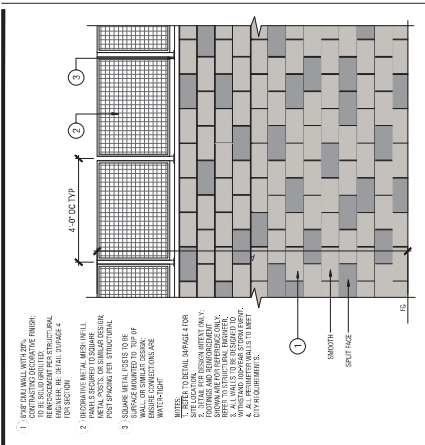 1 8"X8" CMU WALL WITH 20%
CONTRASTING DECORATIVE FINISH;
TO BE SOLID GROUTED;
REINFORCEMENT PER STRUCTURAL
ENGINEER. RE: DETAIL D1/PAGE 4
FOR SECTION
2 DECORATIVE METAL MESH INFILL
PANELS SECURED TO SQUARE
METAL POSTS, OR SIMILAR DESIGN;
POST SPACING PER STRUCTURAL
3 SQUARE METAL POSTS TO BE
SURFACE MOUNTED TO TOP OF
WALL, OR SIMILAR DESIGN;
ENSURE CONNECTIONS ARE
WATER-TIGHT
NOTES:
1. REFER TO DETAIL D4/PAGE 4 FOR
SITE LOCATION.
2. DETAIL FOR DESIGN INTENT ONLY;
FOOTINGS AND REINFORCEMENT
SHOWN ARE FOR REFERENCE ONLY.
REFER TO STRUCTURAL ENGINEER.
3. ALL WALLS TO BE DESIGNED TO
WITHSTAND 100-YEAR STORM EVENT.
4. ALL PERIMETER WALLS TO MEET
CITY REQUIREMENTS.
4'-0" OC TYP
2
3
1
SMOOTH
SPLIT FACE
FG